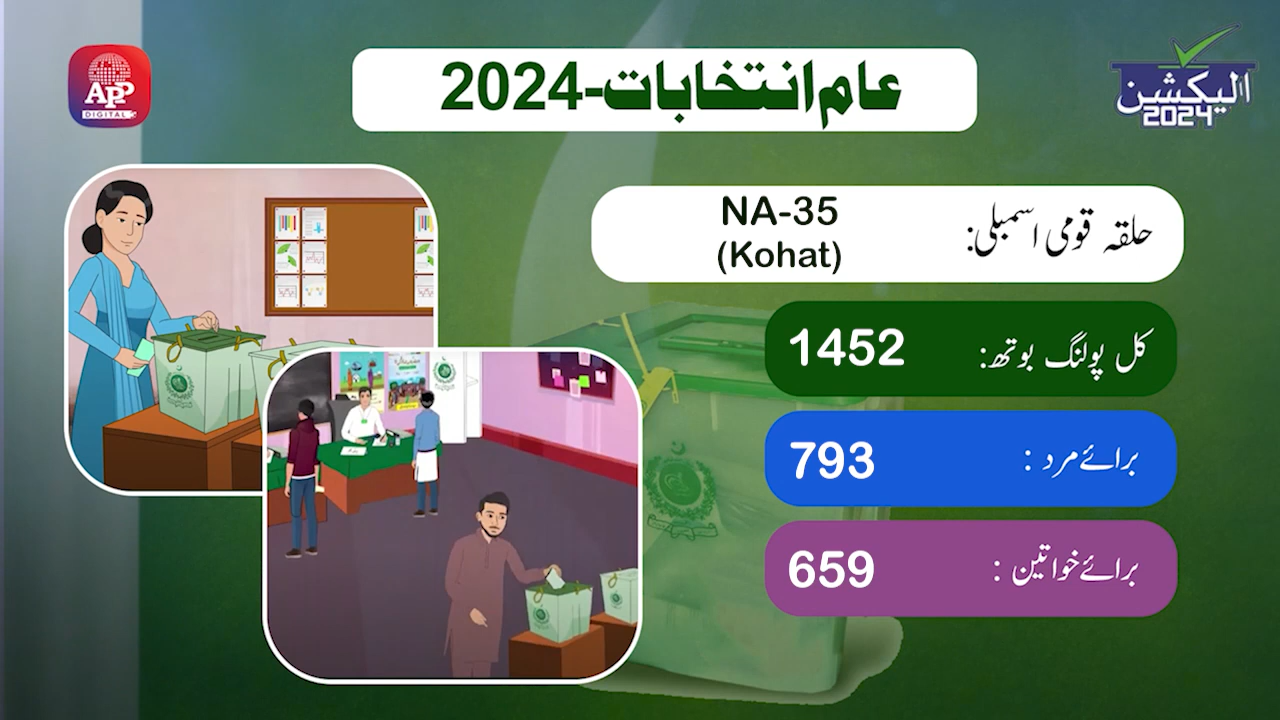 APP
DIGITAL
عام انتخابات-2024
الیکشن
2024
حلقہ قومی اسمبلی:
NA-35
(Kohat)
کل پولنگ بوتھ: 1452
برائے مرد : 793
برائے خواتین : 659